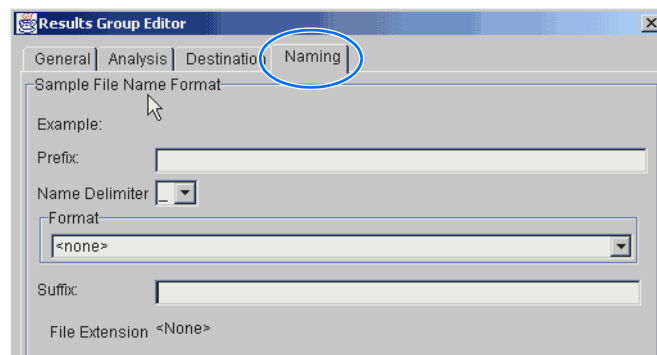 Results Group Editor
General Analysis Destination Naming
Sample File Name Format
Example:
Prefix:
Name Delimiter _
Format
<none>
Suffix:
File Extension <None>